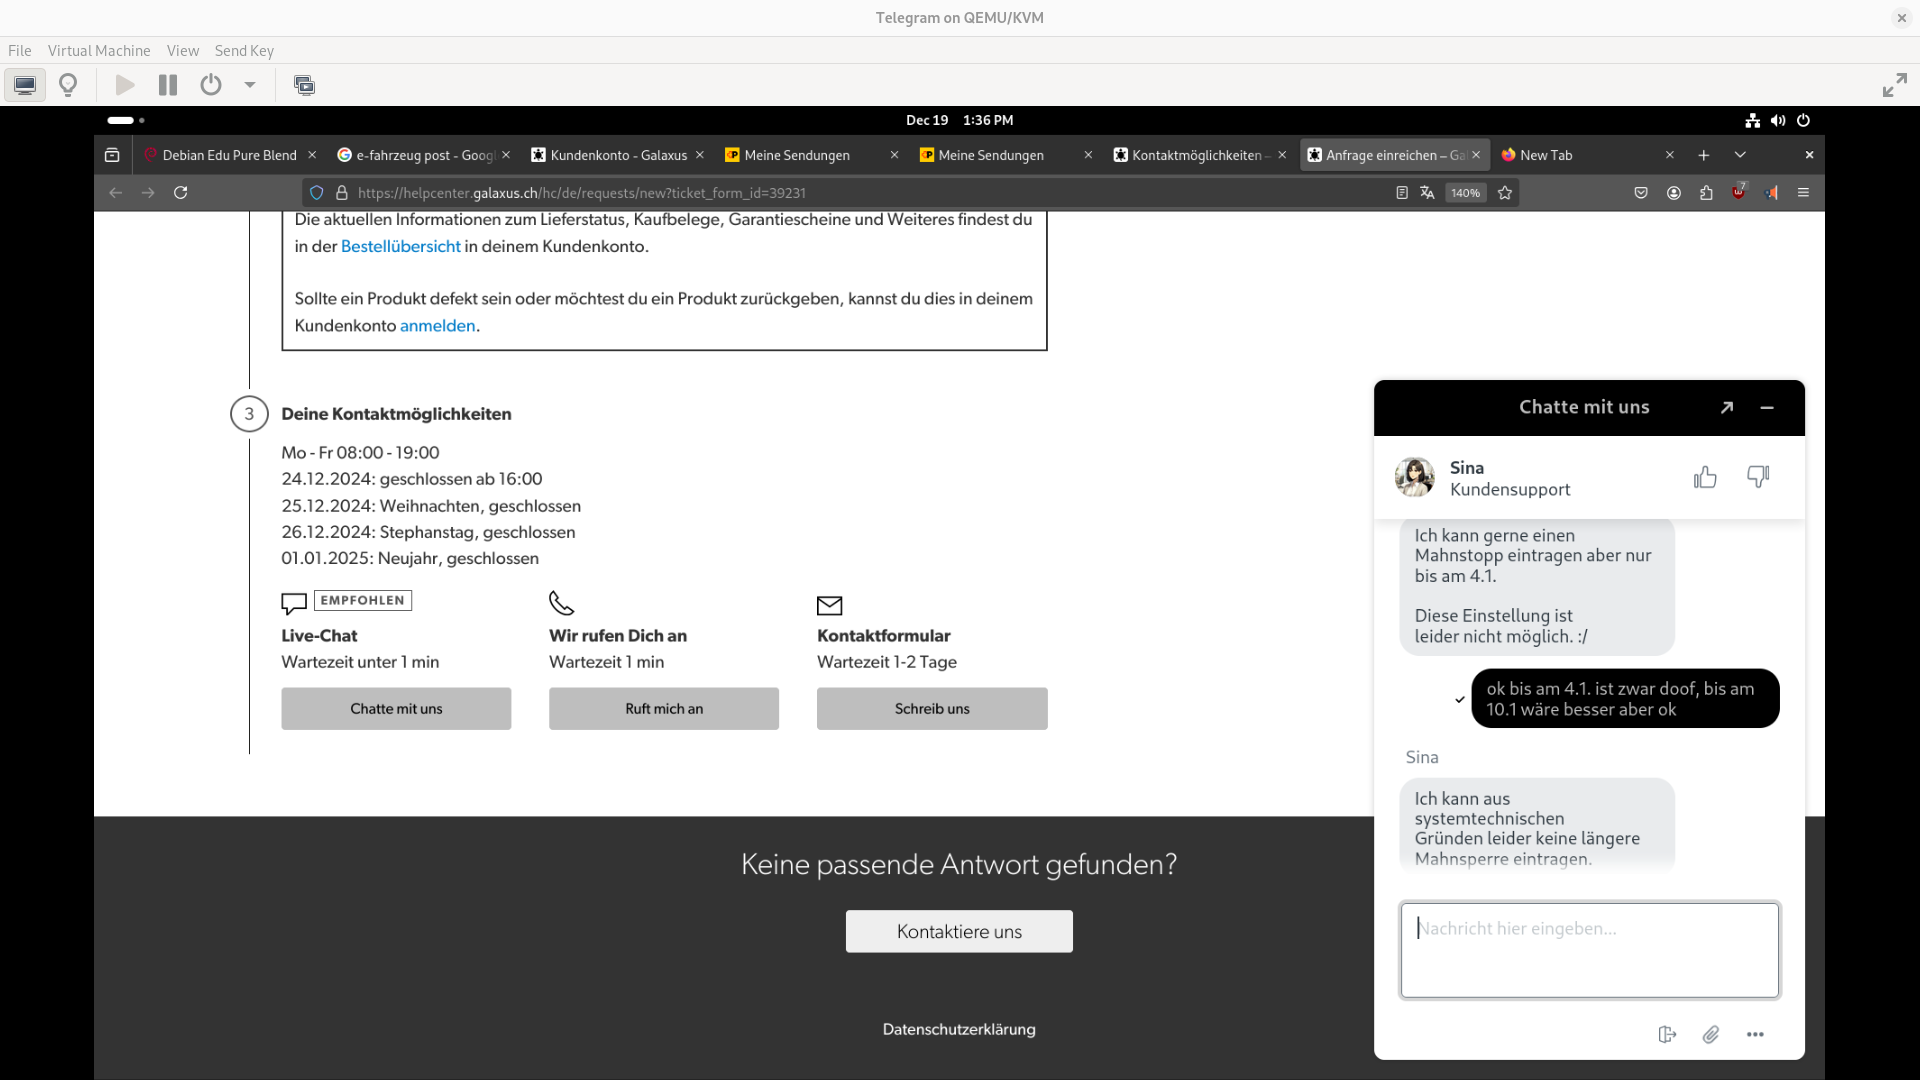 Telegram on QEMU/KVM
File Virtual Machine View Send Key
Dec 19 1:36 PM
Debian Edu Pure Blend
e-fahrzeug post - Googl
Kundenkonto - Galaxus
Meine Sendungen
Meine Sendungen
Kontaktmöglichkeiten –
Anfrage einreichen – Ga
New Tab
https://helpcenter.galaxus.ch/hc/de/requests/new?ticket_form_id=39231
140%
7
Die aktuellen Informationen zum Lieferstatus, Kaufbelege, Garantiescheine und Weiteres findest du
in der Bestellübersicht in deinem Kundenkonto.
Sollte ein Produkt defekt sein oder möchtest du ein Produkt zurückgeben, kannst du dies in deinem
Kundenkonto anmelden.
3
Deine Kontaktmöglichkeiten
Mo - Fr 08:00 - 19:00
24.12.2024: geschlossen ab 16:00
25.12.2024: Weihnachten, geschlossen
26.12.2024: Stephanstag, geschlossen
01.01.2025: Neujahr, geschlossen
EMPFOHLEN
Live-Chat
Wartezeit unter 1 min
Chatte mit uns
Wir rufen Dich an
Wartezeit 1 min
Ruft mich an
Kontaktformular
Wartezeit 1-2 Tage
Schreib uns
Keine passende Antwort gefunden?
Kontaktiere uns
Datenschutzerklärung
Chatte mit uns
Sina
Kundensupport
Ich kann gerne einen
Mahnstopp eintragen aber nur
bis am 4.1.
Diese Einstellung ist
leider nicht möglich. :/
ok bis am 4.1. ist zwar doof, bis am
10.1 wäre besser aber ok
Sina
Ich kann aus
systemtechnischen
Gründen leider keine längere
Mahnsperre eintragen.
Nachricht hier eingeben...